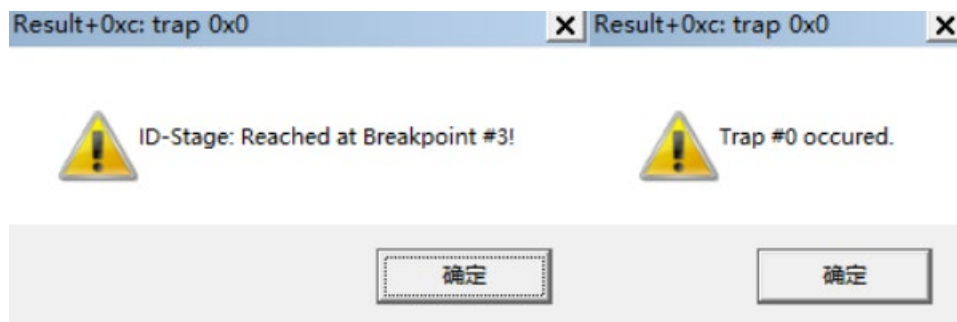 Result+0xc: trap 0x0
ID-Stage: Reached at Breakpoint #3!
确定
Result+0xc: trap 0x0
Trap #0 occured.
确定